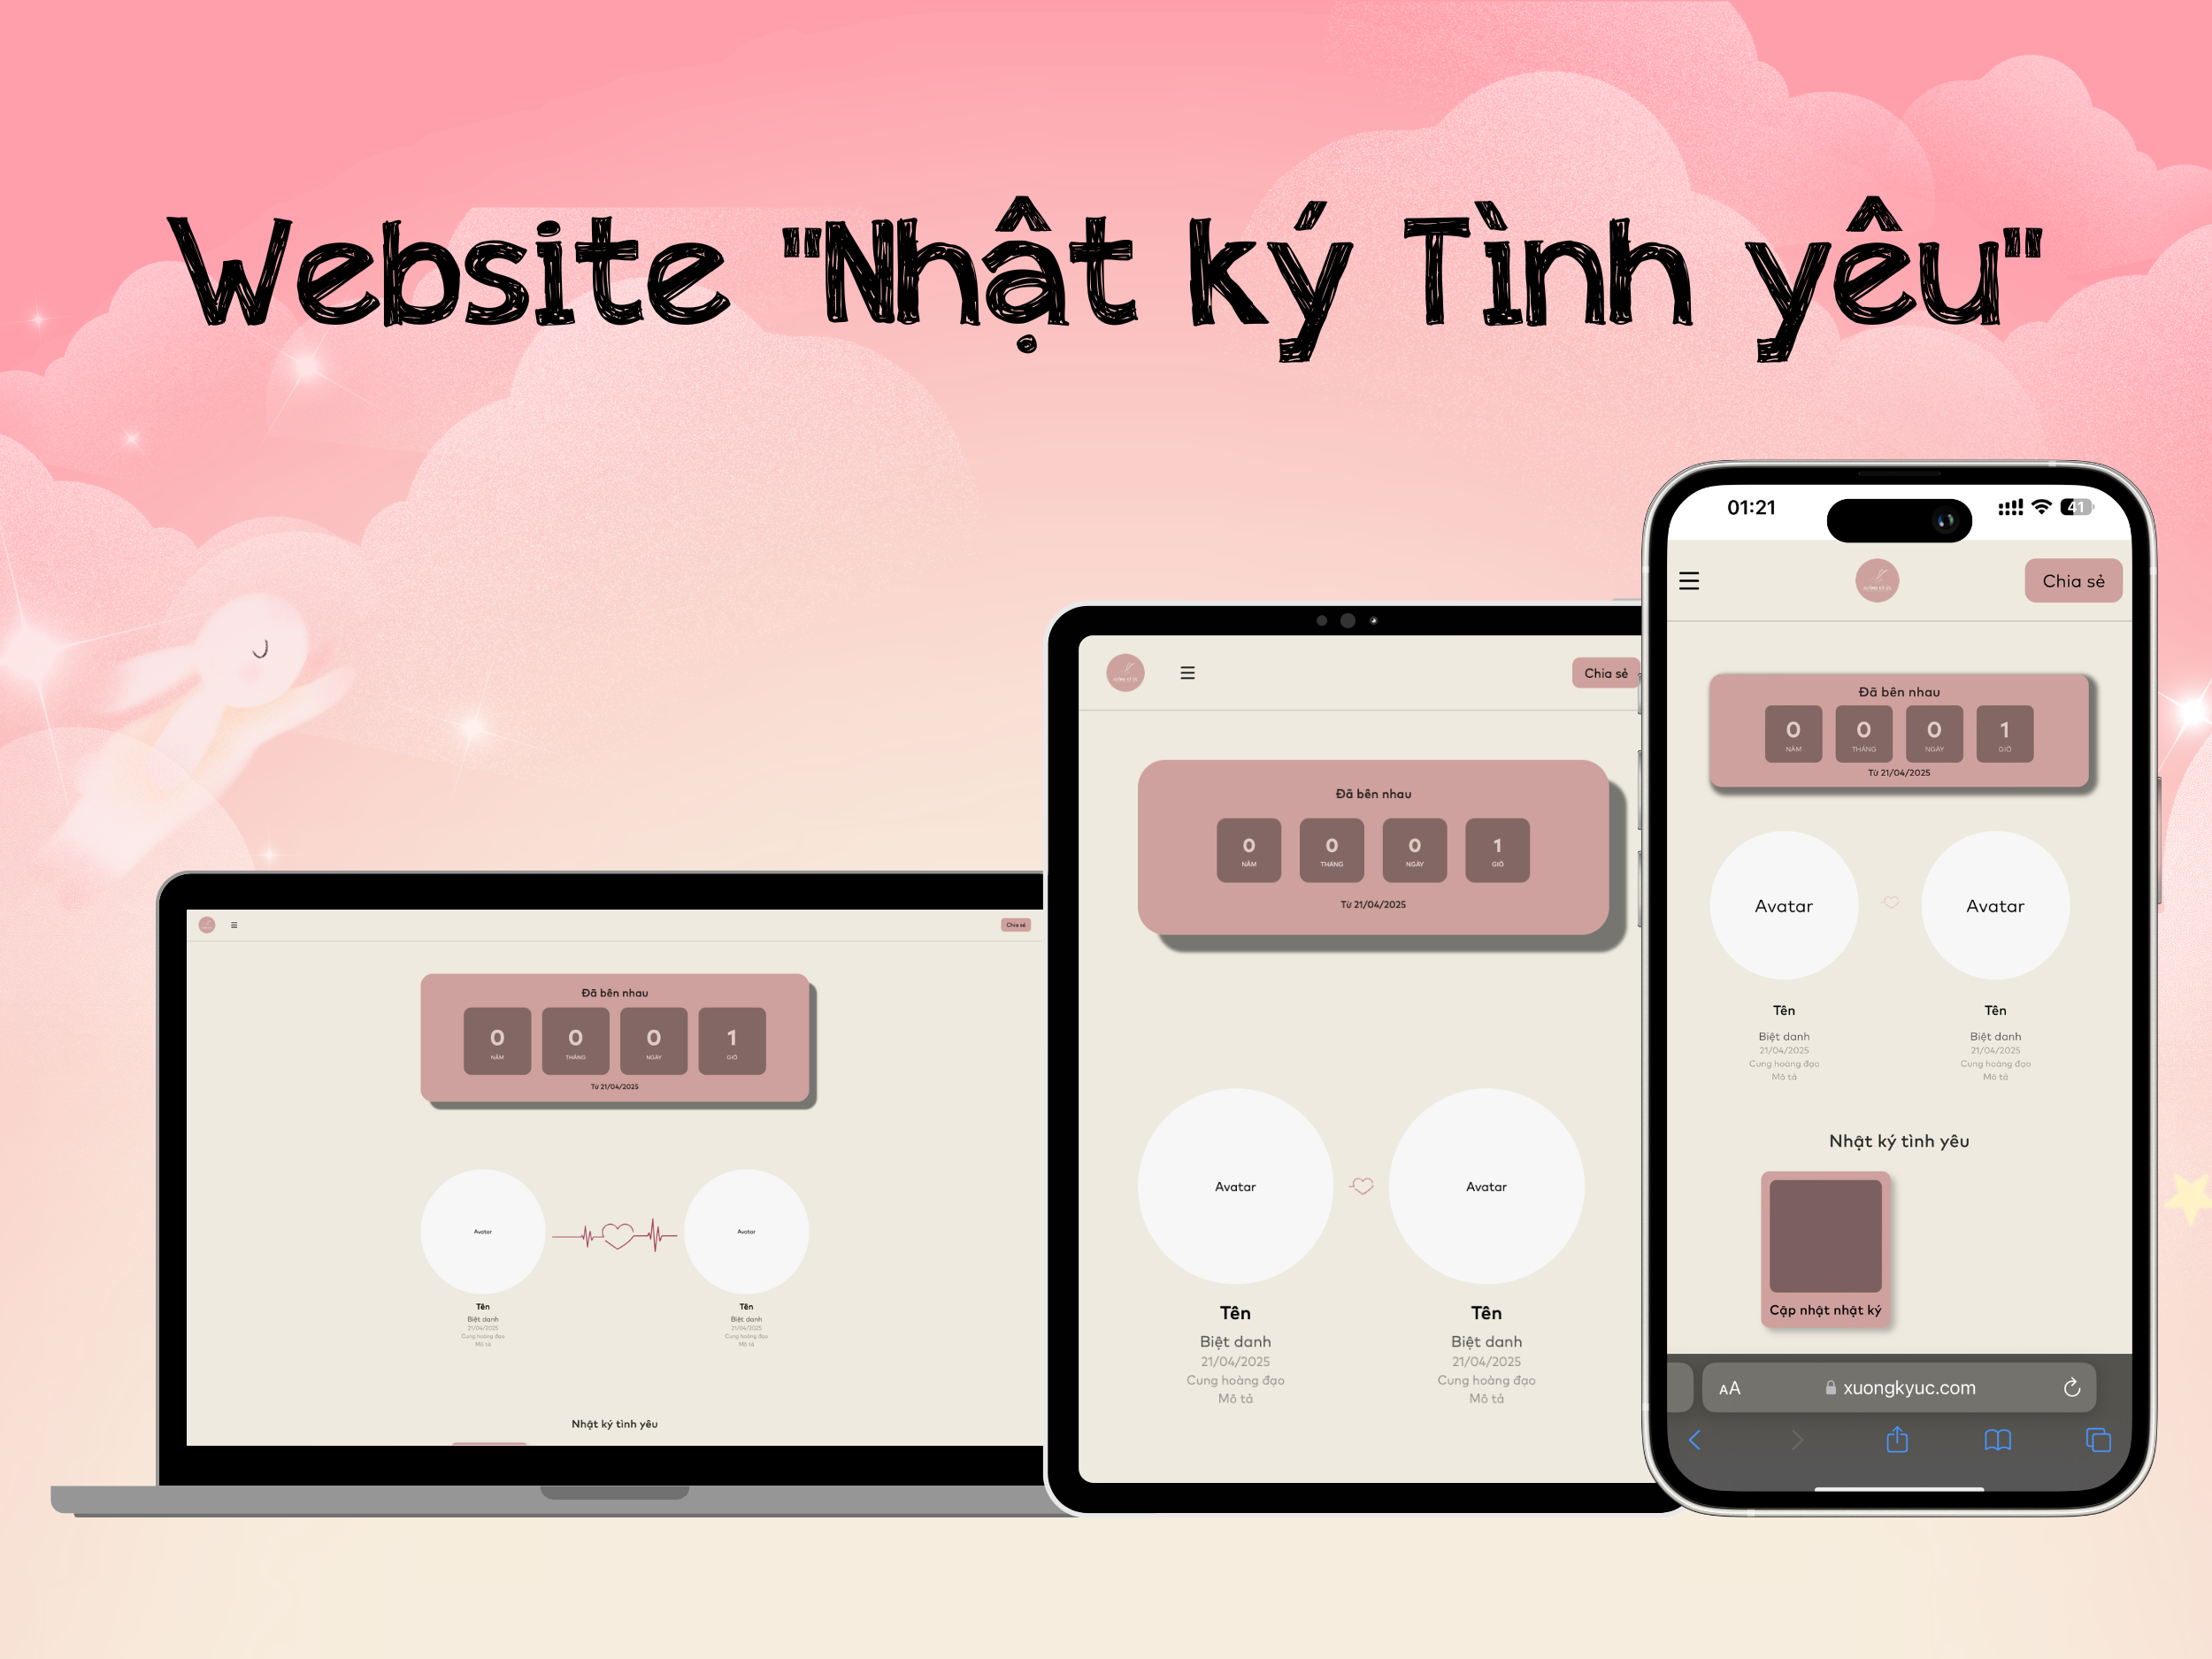 Website "Nhật ký Tình yêu"
Chia sẻ
Đã bên nhau
0 0 0 1
NĂM THÁNG NGÀY GIỜ
Từ 21/04/2025
Avatar Avatar
Tên Tên
Biệt danh Biệt danh
21/04/2025 21/04/2025
Cung hoàng đạo Cung hoàng đạo
Mô tả Mô tả
Nhật ký tình yêu
Chia sẻ
Đã bên nhau
0 0 0 1
NĂM THÁNG NGÀY GIỜ
Từ 21/04/2025
Avatar Avatar
Tên Tên
Biệt danh Biệt danh
21/04/2025 21/04/2025
Cung hoàng đạo Cung hoàng đạo
Mô tả Mô tả
01:21 41
XƯỞNG KÝ ỨC
Chia sẻ
Đã bên nhau
0 0 0 1
NĂM THÁNG NGÀY GIỜ
Từ 21/04/2025
Avatar Avatar
Tên Tên
Biệt danh Biệt danh
21/04/2025 21/04/2025
Cung hoàng đạo Cung hoàng đạo
Mô tả Mô tả
Nhật ký tình yêu
Cập nhật nhật ký
AA xuongkyuc.com